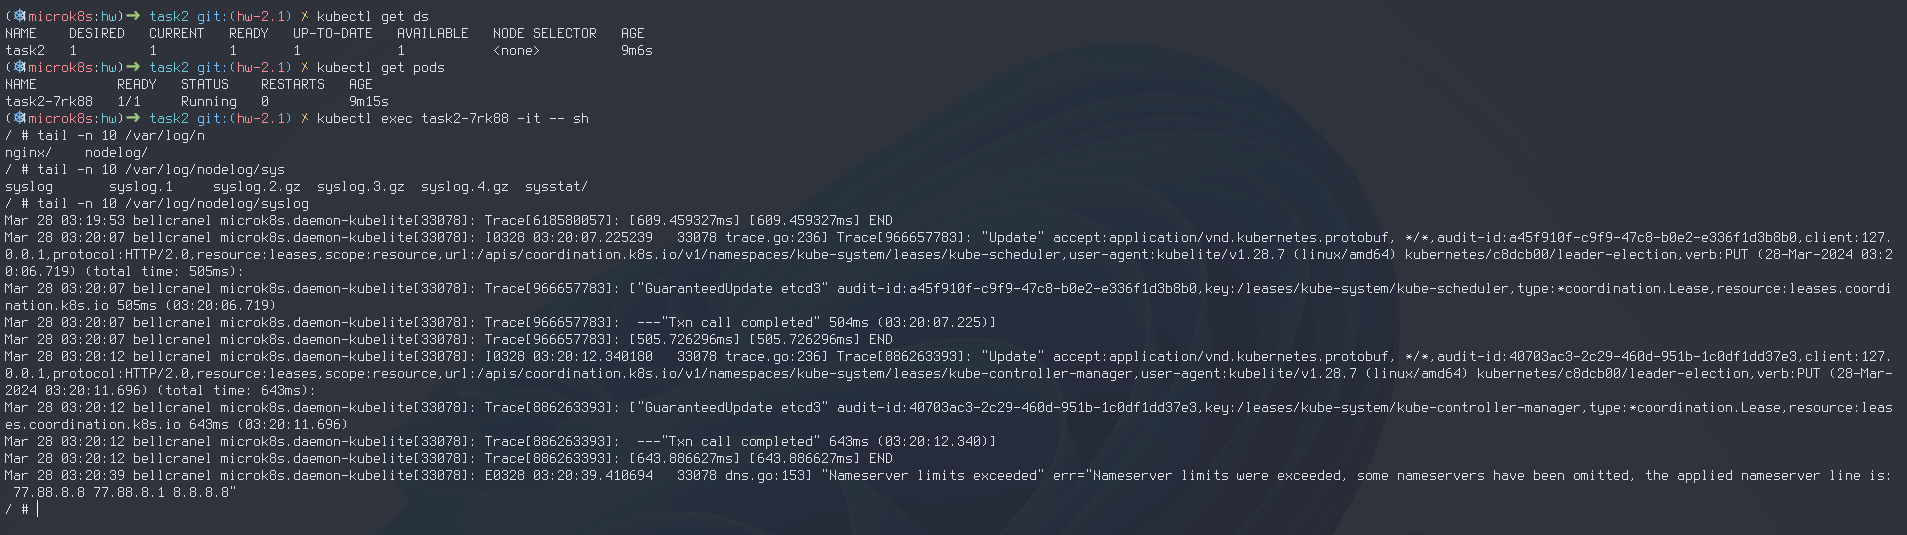 (⎈microk8s:hw)➜ task2 git:(hw-2.1) ✗ kubectl get ds
NAME    DESIRED   CURRENT   READY   UP-TO-DATE   AVAILABLE   NODE SELECTOR   AGE
task2   1         1         1       1            1           <none>          9m6s
(⎈microk8s:hw)➜ task2 git:(hw-2.1) ✗ kubectl get pods
NAME          READY   STATUS    RESTARTS   AGE
task2-7rk88   1/1     Running   0          9m15s
(⎈microk8s:hw)➜ task2 git:(hw-2.1) ✗ kubectl exec task2-7rk88 -it -- sh
/ # tail -n 10 /var/log/n
nginx/    nodelog/
/ # tail -n 10 /var/log/nodelog/sys
syslog       syslog.1     syslog.2.gz  syslog.3.gz  syslog.4.gz  sysstat/
/ # tail -n 10 /var/log/nodelog/syslog
Mar 28 03:19:53 bellcranel microk8s.daemon-kubelite[33078]: Trace[618580057]: [609.459327ms] [609.459327ms] END
Mar 28 03:20:07 bellcranel microk8s.daemon-kubelite[33078]: I0328 03:20:07.225239   33078 trace.go:236] Trace[966657783]: "Update" accept:application/vnd.kubernetes.protobuf, */*,audit-id:a45f910f-c9f9-47c8-b0e2-e336f1d3b8b0,client:127.
0.0.1,protocol:HTTP/2.0,resource:leases,scope:resource,url:/apis/coordination.k8s.io/v1/namespaces/kube-system/leases/kube-scheduler,user-agent:kubelite/v1.28.7 (linux/amd64) kubernetes/c8dcb00/leader-election,verb:PUT (28-Mar-2024 03:2
0:06.719) (total time: 505ms):
Mar 28 03:20:07 bellcranel microk8s.daemon-kubelite[33078]: Trace[966657783]: ["GuaranteedUpdate etcd3" audit-id:a45f910f-c9f9-47c8-b0e2-e336f1d3b8b0,key:/leases/kube-system/kube-scheduler,type:*coordination.Lease,resource:leases.coordi
nation.k8s.io 505ms (03:20:06.719)
Mar 28 03:20:07 bellcranel microk8s.daemon-kubelite[33078]: Trace[966657783]:  ---"Txn call completed" 504ms (03:20:07.225)]
Mar 28 03:20:07 bellcranel microk8s.daemon-kubelite[33078]: Trace[966657783]: [505.726296ms] [505.726296ms] END
Mar 28 03:20:12 bellcranel microk8s.daemon-kubelite[33078]: I0328 03:20:12.340180   33078 trace.go:236] Trace[886263393]: "Update" accept:application/vnd.kubernetes.protobuf, */*,audit-id:40703ac3-2c29-460d-951b-1c0df1dd37e3,client:127.
0.0.1,protocol:HTTP/2.0,resource:leases,scope:resource,url:/apis/coordination.k8s.io/v1/namespaces/kube-system/leases/kube-controller-manager,user-agent:kubelite/v1.28.7 (linux/amd64) kubernetes/c8dcb00/leader-election,verb:PUT (28-Mar-
2024 03:20:11.696) (total time: 643ms):
Mar 28 03:20:12 bellcranel microk8s.daemon-kubelite[33078]: Trace[886263393]: ["GuaranteedUpdate etcd3" audit-id:40703ac3-2c29-460d-951b-1c0df1dd37e3,key:/leases/kube-system/kube-controller-manager,type:*coordination.Lease,resource:leas
es.coordination.k8s.io 643ms (03:20:11.696)
Mar 28 03:20:12 bellcranel microk8s.daemon-kubelite[33078]: Trace[886263393]:  ---"Txn call completed" 643ms (03:20:12.340)]
Mar 28 03:20:12 bellcranel microk8s.daemon-kubelite[33078]: Trace[886263393]: [643.886627ms] [643.886627ms] END
Mar 28 03:20:39 bellcranel microk8s.daemon-kubelite[33078]: E0328 03:20:39.410694   33078 dns.go:153] "Nameserver limits exceeded" err="Nameserver limits were exceeded, some nameservers have been omitted, the applied nameserver line is:
 77.88.8.8 77.88.8.1 8.8.8.8"
/ #